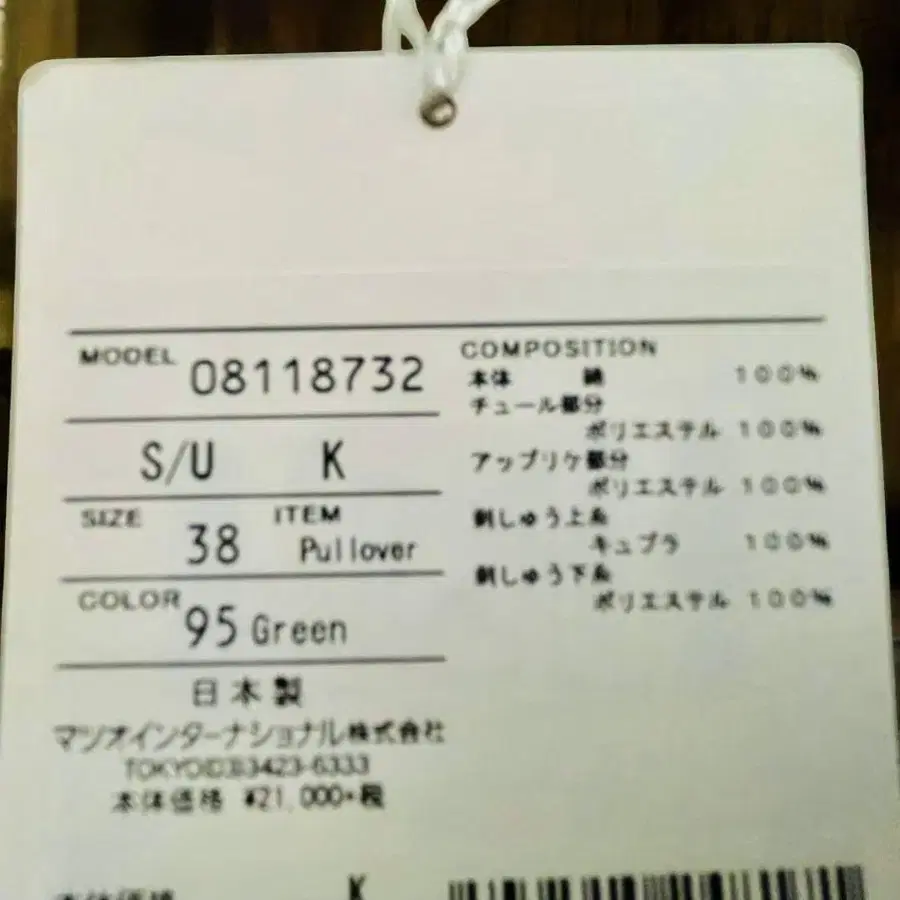 MODEL 08118732
S/U K
SIZE 38 ITEM Pullover
COLOR 95 Green
日本製
マツオインターナショナル株式会社
TOKYO(03)3423-6333
本体価格 ¥21,000+税
本体価格 K
COMPOSITION
本体 綿 100%
チュール部分
ポリエステル 100%
アップリケ部分
ポリエステル 100%
刺しゅう上糸
キュプラ 100%
刺しゅう下糸
ポリエステル 100%